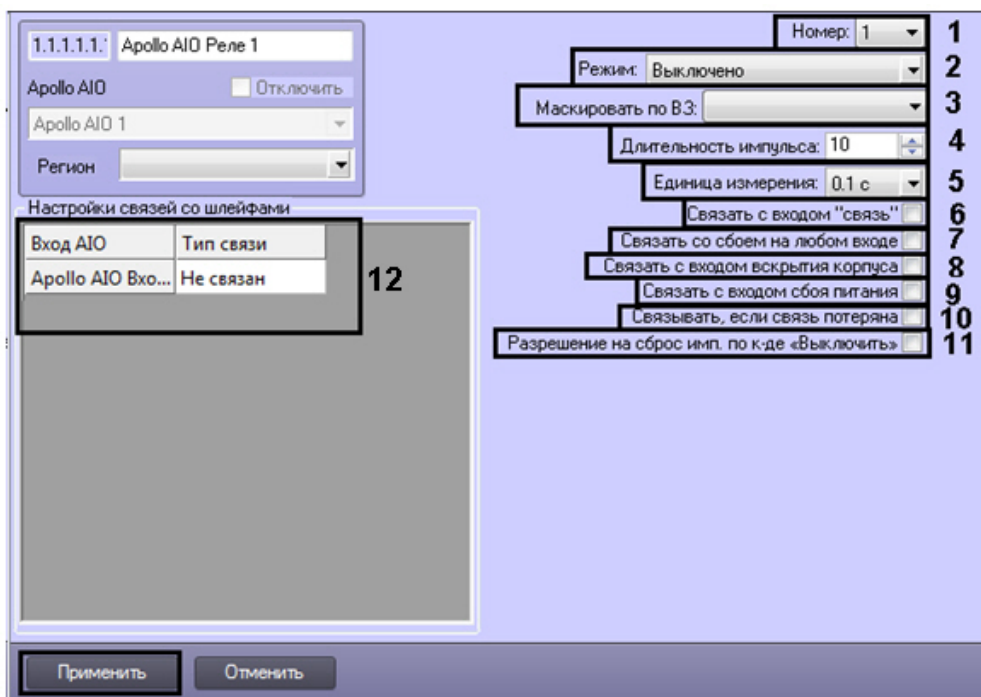 1.1.1.1.1 Apollo AIO Реле 1
Apollo AIO Отключить
Apollo AIO 1
Регион
Настройки связей со шлейфами
Вход AIO Тип связи
Apollo AIO Вхо... Не связан
12
Номер: 1 1
Режим: Выключено 2
Маскировать по ВЗ: 3
Длительность импульса: 10 4
Единица измерения: 0.1 с 5
Связать с входом "связь" 6
Связать со сбоем на любом входе 7
Связать с входом вскрытия корпуса 8
Связать с входом сбоя питания 9
Связывать, если связь потеряна 10
Разрешение на сброс имп. по к-де «Выключить» 11
Применить Отменить